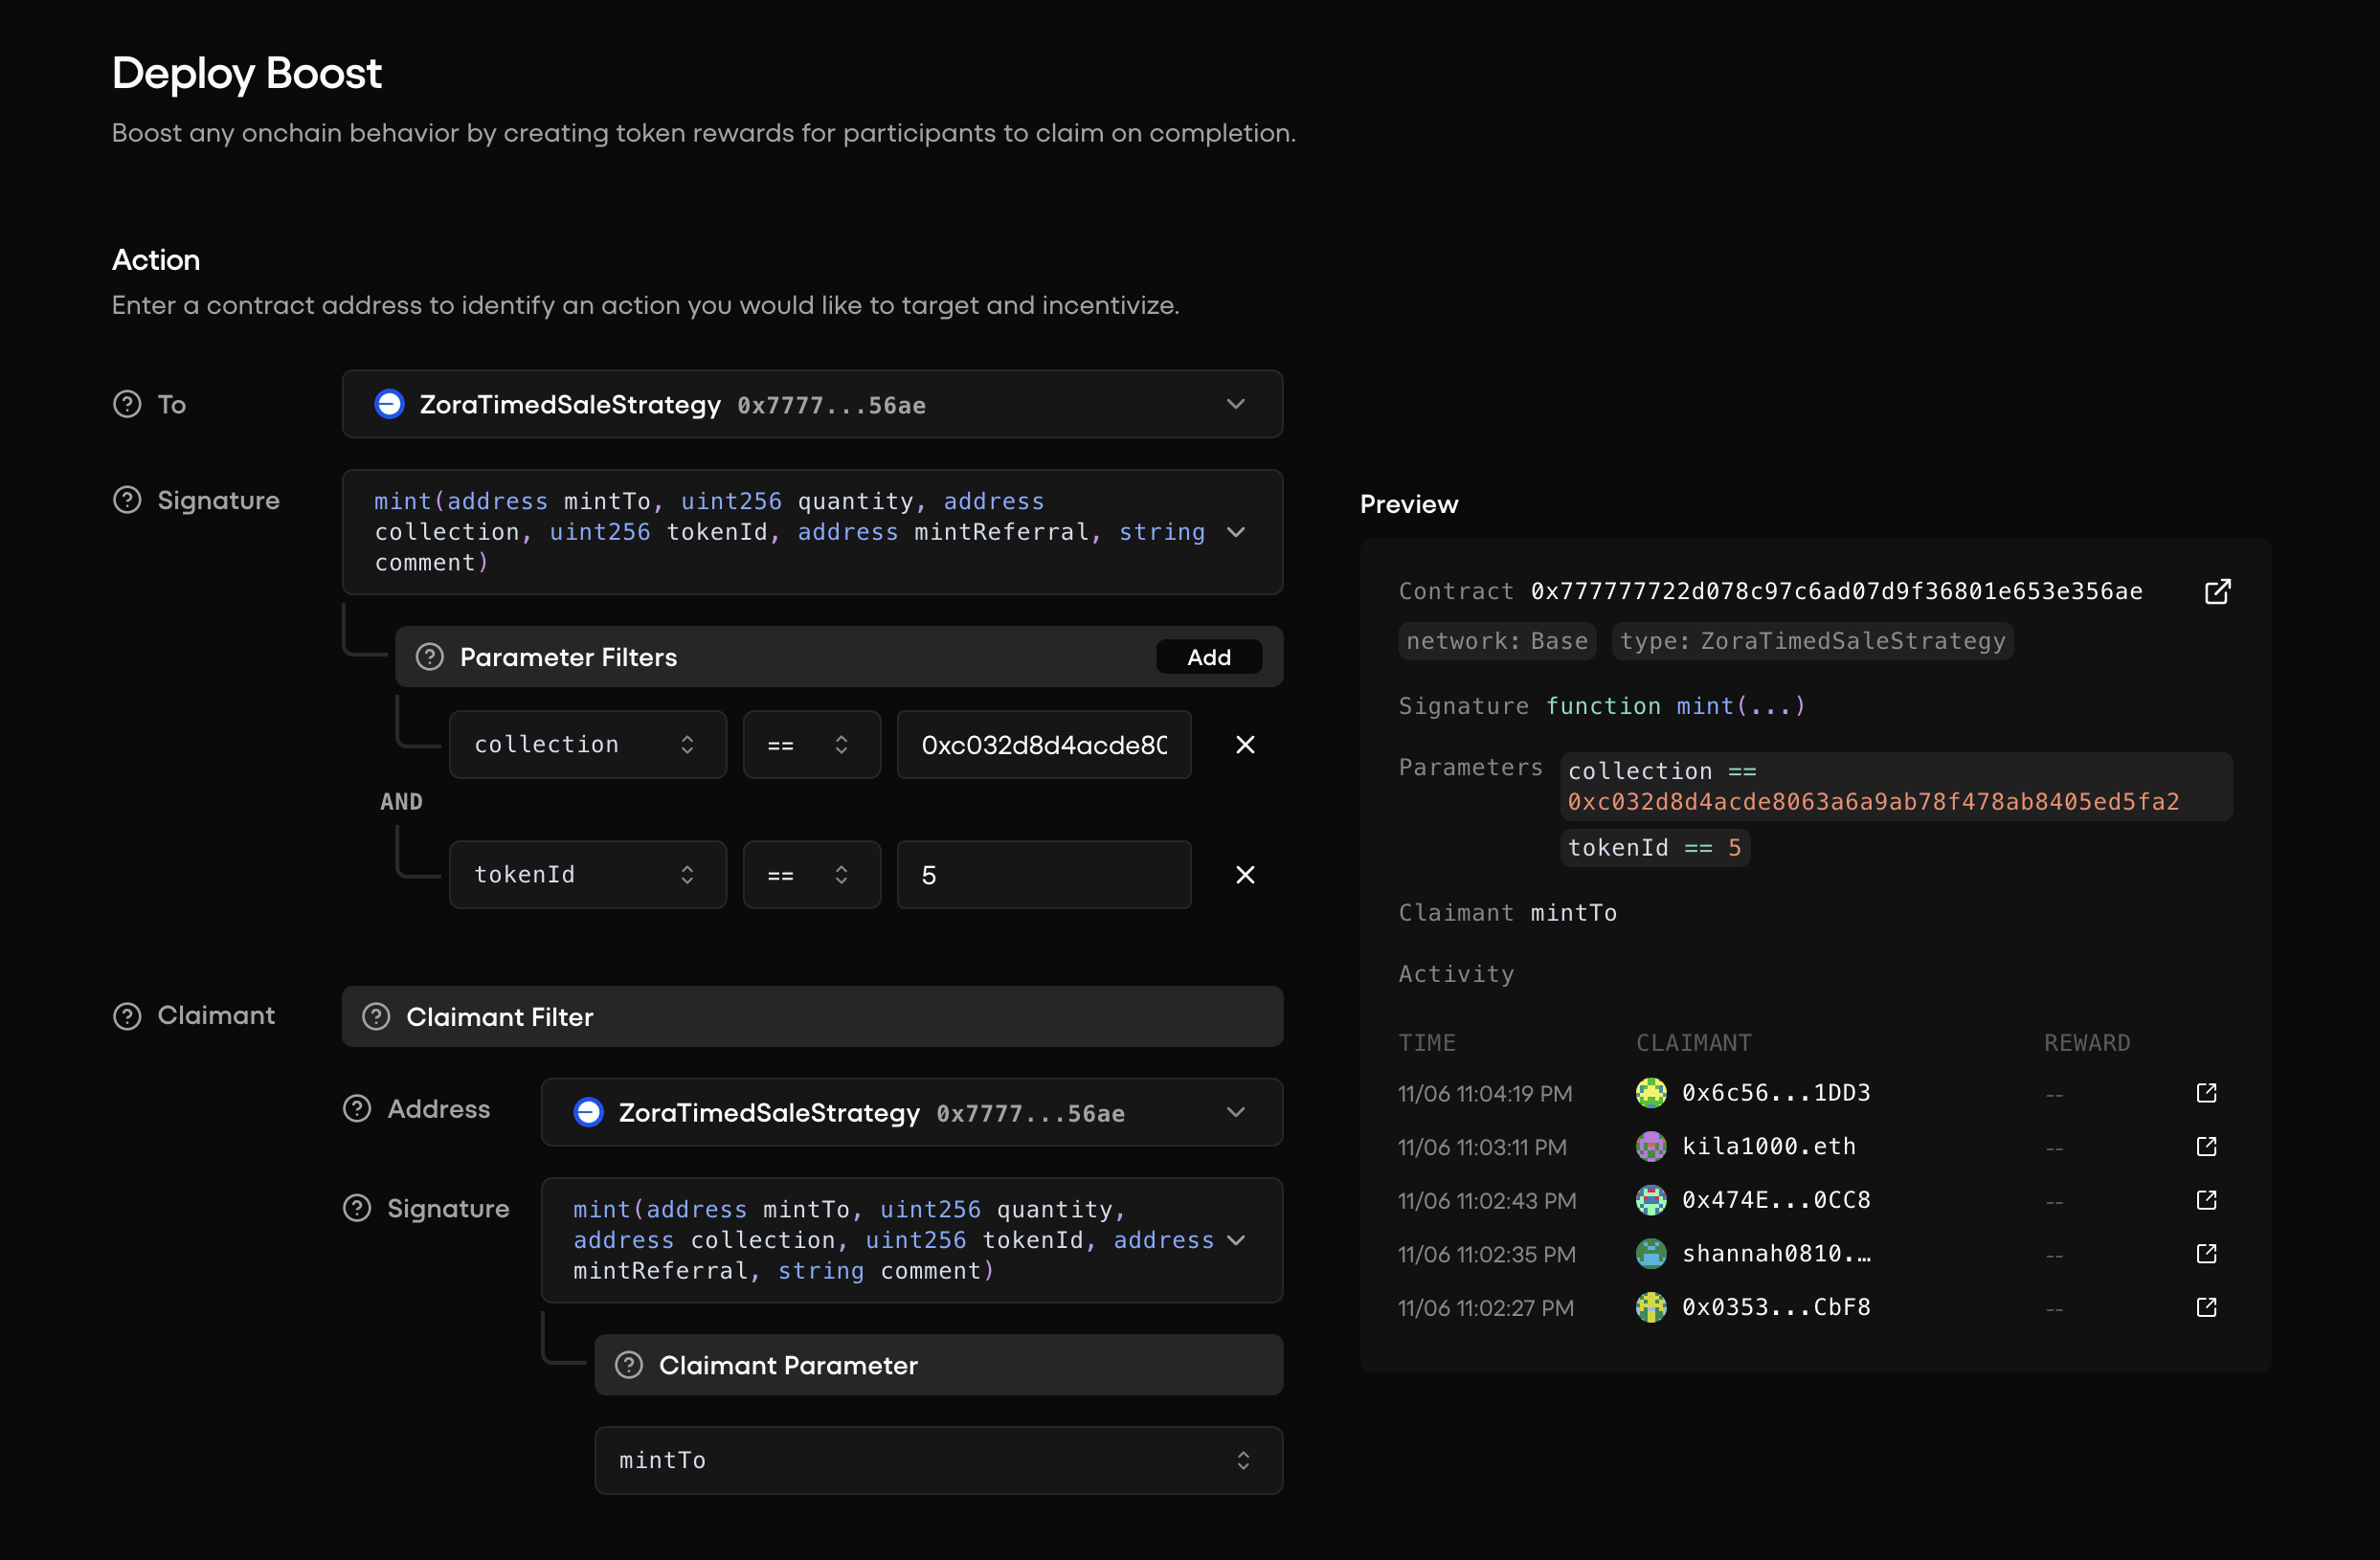 Deploy Boost
Boost any onchain behavior by creating token rewards for participants to claim on completion.
Action
Enter a contract address to identify an action you would like to target and incentivize.
To
ZoraTimedSaleStrategy 0x7777...56ae
Signature
mint(address mintTo, uint256 quantity, address
collection, uint256 tokenId, address mintReferral, string
comment)
Parameter Filters
Add
collection == 0xc032d8d4acde80
AND
tokenId == 5
Claimant
Claimant Filter
Address
ZoraTimedSaleStrategy 0x7777...56ae
Signature
mint(address mintTo, uint256 quantity,
address collection, uint256 tokenId, address
mintReferral, string comment)
Claimant Parameter
mintTo
Preview
Contract 0x777777722d078c97c6ad07d9f36801e653e356ae
network: Base type: ZoraTimedSaleStrategy
Signature function mint(...)
Parameters collection ==
0xc032d8d4acde8063a6a9ab78f478ab8405ed5fa2
tokenId == 5
Claimant mintTo
Activity
TIME CLAIMANT REWARD
11/06 11:04:19 PM 0x6c56...1DD3 --
11/06 11:03:11 PM kila1000.eth --
11/06 11:02:43 PM 0x474E...0CC8 --
11/06 11:02:35 PM shannah0810.… --
11/06 11:02:27 PM 0x0353...CbF8 --